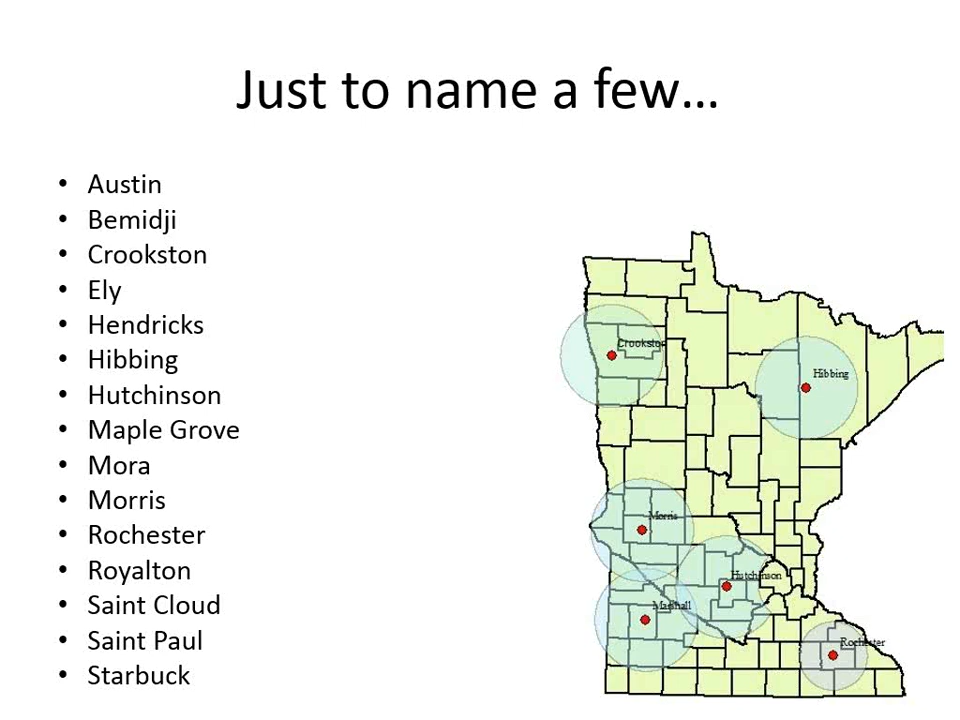 Just to name a few…
• Austin
• Bemidji
• Crookston
• Ely
• Hendricks
• Hibbing
• Hutchinson
• Maple Grove
• Mora
• Morris
• Rochester
• Royalton
• Saint Cloud
• Saint Paul
• Starbuck
Crookston
Hibbing
Morris
Hutchinson
Marshall
Rochester